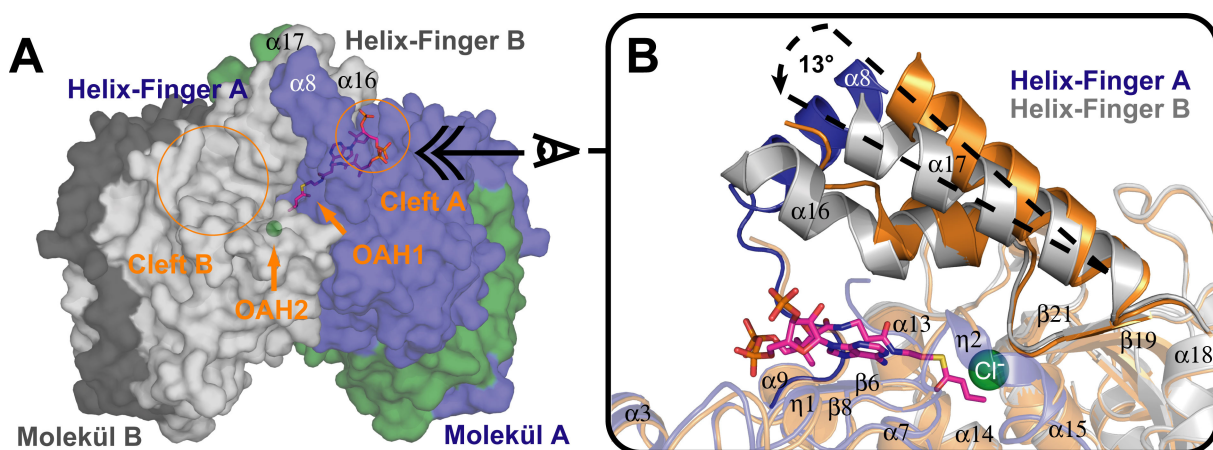 A
α17
Helix-Finger B
α8
α16
Helix-Finger A
Cleft A
Cleft B
OAH1
OAH2
Molekül B
Molekül A
B
13°
α8
Helix-Finger A
Helix-Finger B
α17
α16
α13
η2
β21
β19
α18
Cl⁻
α9
β6
η1
β8
α3
α7
α14
α15